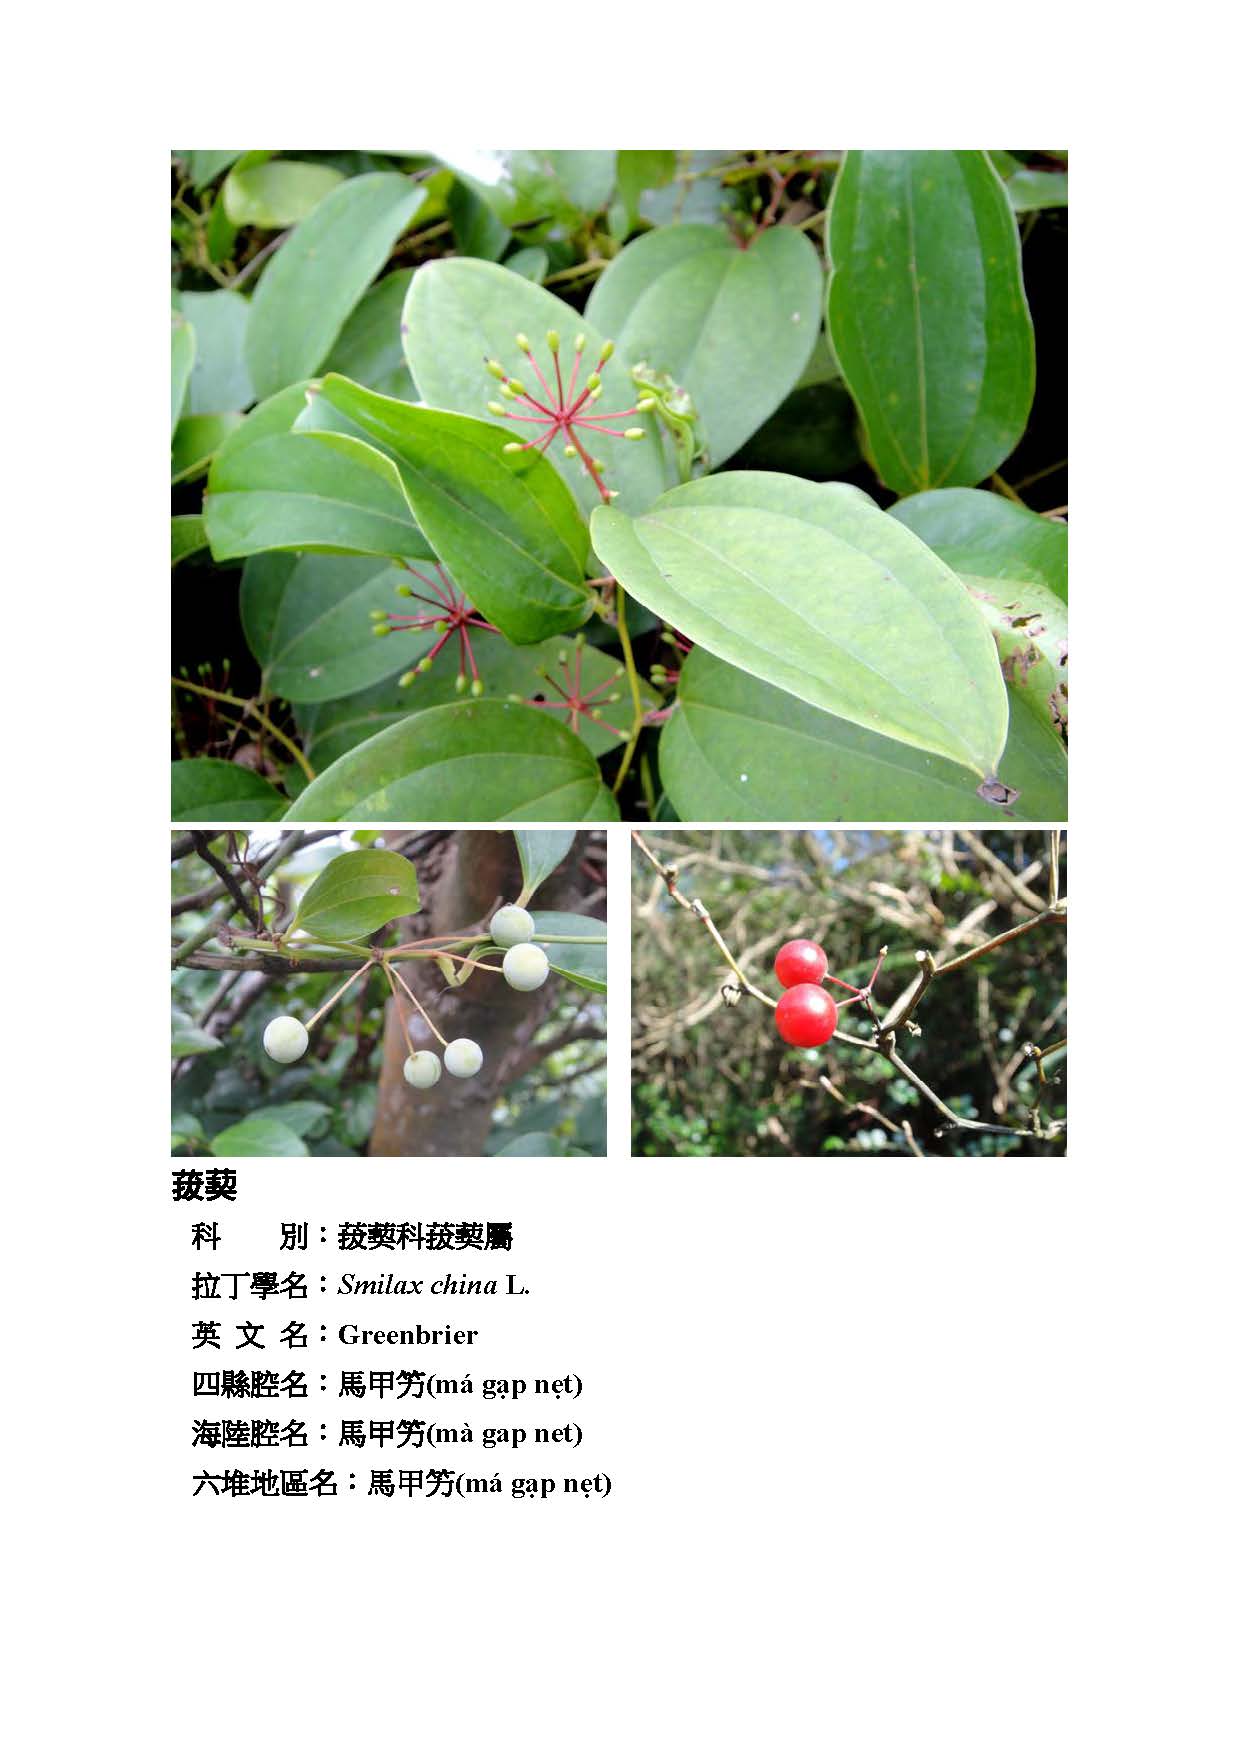 菝葜
科　　別：菝葜科菝葜屬
拉丁學名：Smilax china L.
英 文 名：Greenbrier
四縣腔名：馬甲竻(má gạp nẹt)
海陸腔名：馬甲竻(mà gap net)
六堆地區名：馬甲竻(má gạp nẹt)